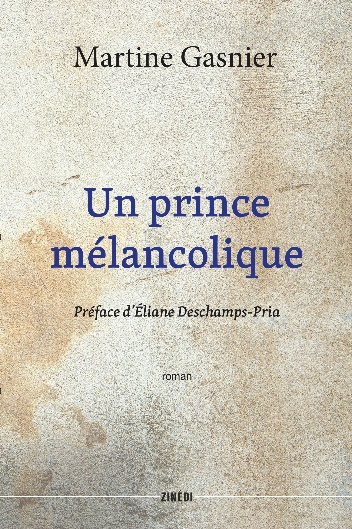 Martine Gasnier
Un prince
mélancolique
Préface d'Éliane Deschamps-Pria
roman
ZINÉDI